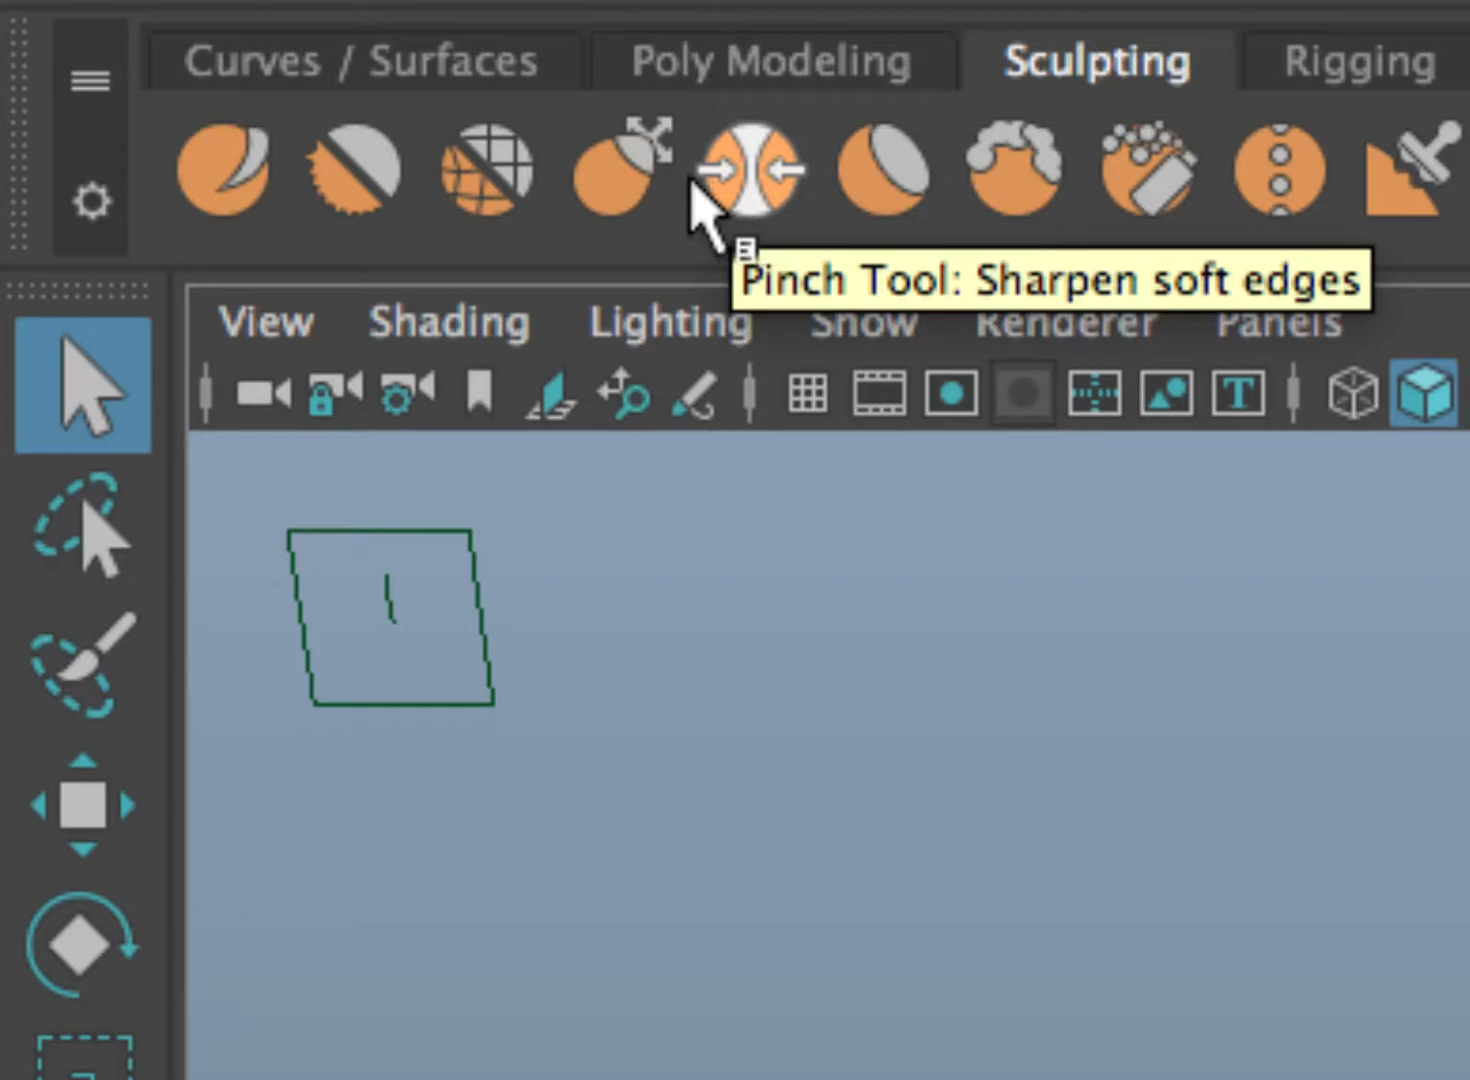 Curves / Surfaces Poly Modeling Sculpting Rigging
Pinch Tool: Sharpen soft edges
View Shading Lighting Show Renderer Panels
T